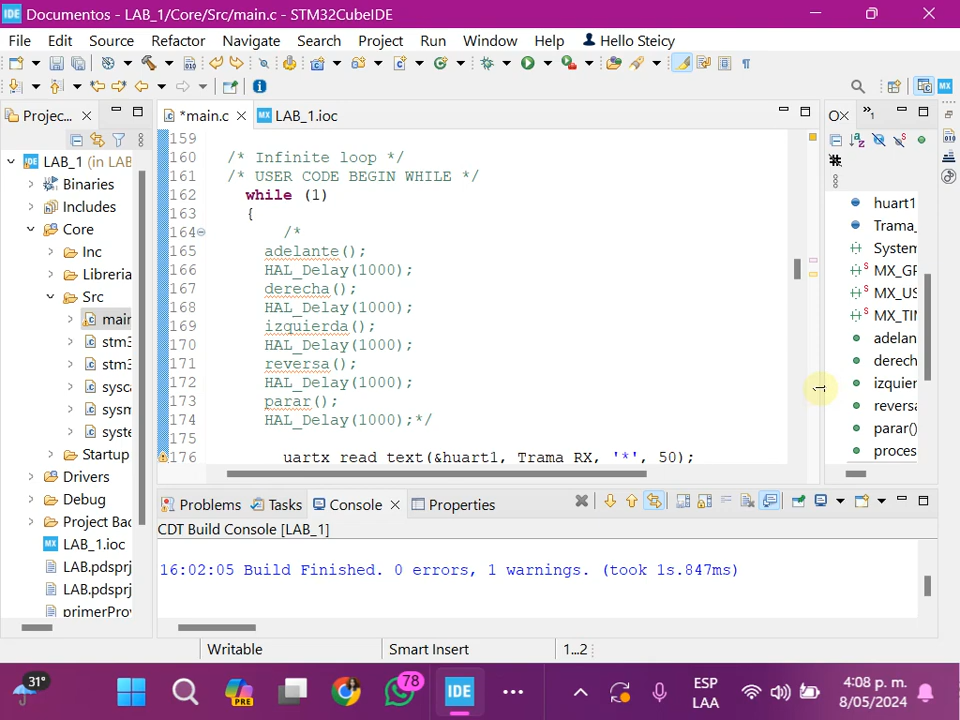 IDE Documentos - LAB_1/Core/Src/main.c - STM32CubeIDE
File Edit Source Refactor Navigate Search Project Run Window Help Hello Steicy
Projec...
*main.c
MX LAB_1.ioc
LAB_1 (in LAB
Binaries
Includes
Core
Inc
Libreria
Src
main
stm3
stm3
sysca
sysm
syste
Startup
Drivers
Debug
Project Bac
MX LAB_1.ioc
LAB.pdsprj
LAB.pdsprj
primerProy
159
160 /* Infinite loop */
161 /* USER CODE BEGIN WHILE */
162 while (1)
163 {
164 /*
165 adelante();
166 HAL_Delay(1000);
167 derecha();
168 HAL_Delay(1000);
169 izquierda();
170 HAL_Delay(1000);
171 reversa();
172 HAL_Delay(1000);
173 parar();
174 HAL_Delay(1000);*/
175
176 uartx_read_text(&huart1, Trama_RX, '*', 50);
huart1
Trama_
System
MX_GP
MX_US
MX_TIN
adelan
derech
izquier
reversa
parar()
proces
Problems Tasks Console Properties
CDT Build Console [LAB_1]
16:02:05 Build Finished. 0 errors, 1 warnings. (took 1s.847ms)
Writable Smart Insert 1...2
31°
PRE
78
IDE
ESP
LAA
4:08 p. m.
8/05/2024